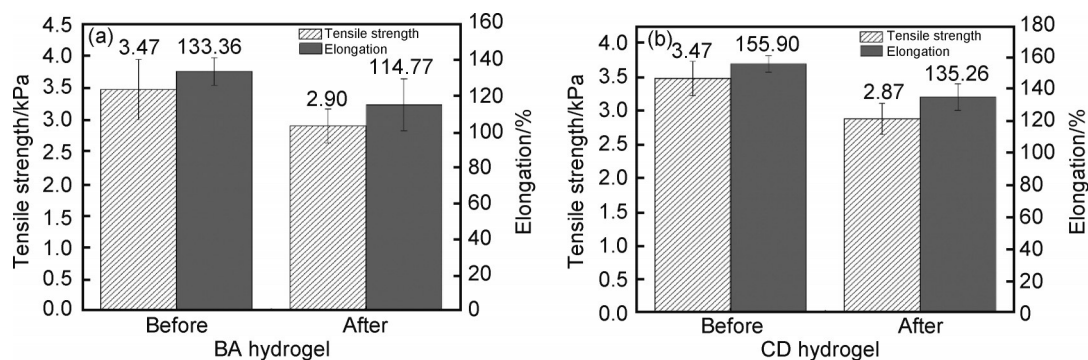 (a)
Tensile strength
Elongation
3.47
133.36
2.90
114.77
4.5
4.0
3.5
3.0
2.5
2.0
1.5
1.0
0.5
0.0
Tensile strength/kPa
160
140
120
100
80
60
40
20
0
Elongation/%
Before
After
BA hydrogel
(b)
Tensile strength
Elongation
3.47
155.90
2.87
135.26
4.0
3.5
3.0
2.5
2.0
1.5
1.0
0.5
0.0
Tensile strength/kPa
180
160
140
120
100
80
60
40
20
0
Elongation/%
Before
After
CD hydrogel